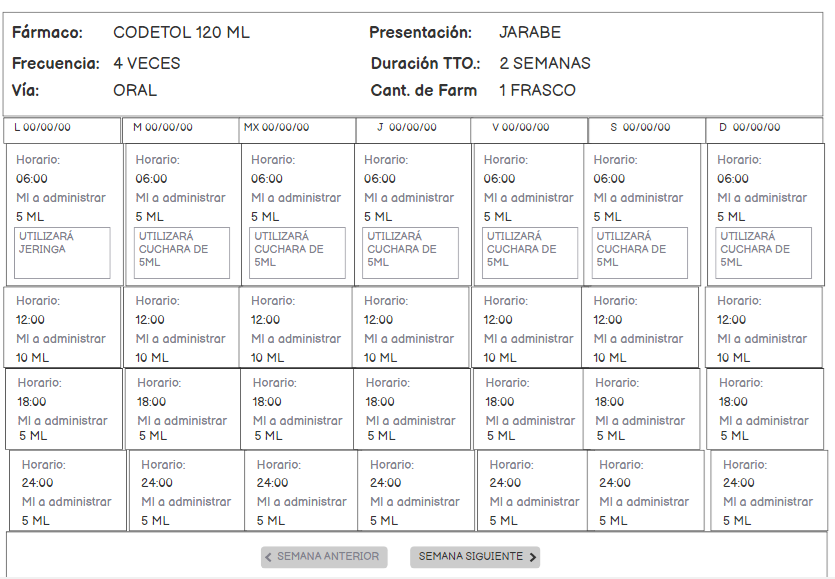 Fármaco: CODETOL 120 ML Presentación: JARABE
Frecuencia: 4 VECES Duración TTO.: 2 SEMANAS
Vía: ORAL Cant. de Farm 1 FRASCO
L 00/00/00 M 00/00/00 MX 00/00/00 J 00/00/00 V 00/00/00 S 00/00/00 D 00/00/00
Horario: Horario: Horario: Horario: Horario: Horario: Horario:
06:00 06:00 06:00 06:00 06:00 06:00 06:00
Ml a administrar Ml a administrar Ml a administrar Ml a administrar Ml a administrar Ml a administrar Ml a administrar
5 ML 5 ML 5 ML 5 ML 5 ML 5 ML 5 ML
UTILIZARÁ UTILIZARÁ UTILIZARÁ UTILIZARÁ UTILIZARÁ UTILIZARÁ UTILIZARÁ
JERINGA CUCHARA DE CUCHARA DE CUCHARA DE CUCHARA DE CUCHARA DE CUCHARA DE
5ML 5ML 5ML 5ML 5ML 5ML
Horario: Horario: Horario: Horario: Horario: Horario: Horario:
12:00 12:00 12:00 12:00 12:00 12:00 12:00
Ml a administrar Ml a administrar Ml a administrar Ml a administrar Ml a administrar Ml a administrar Ml a administrar
10 ML 10 ML 10 ML 10 ML 10 ML 10 ML 10 ML
Horario: Horario: Horario: Horario: Horario: Horario: Horario:
18:00 18:00 18:00 18:00 18:00 18:00 18:00
Ml a administrar Ml a administrar Ml a administrar Ml a administrar Ml a administrar Ml a administrar Ml a administrar
5 ML 5 ML 5 ML 5 ML 5 ML 5 ML 5 ML
Horario: Horario: Horario: Horario: Horario: Horario: Horario:
24:00 24:00 24:00 24:00 24:00 24:00 24:00
Ml a administrar Ml a administrar Ml a administrar Ml a administrar Ml a administrar Ml a administrar Ml a administrar
5 ML 5 ML 5 ML 5 ML 5 ML 5 ML 5 ML
< SEMANA ANTERIOR SEMANA SIGUIENTE >